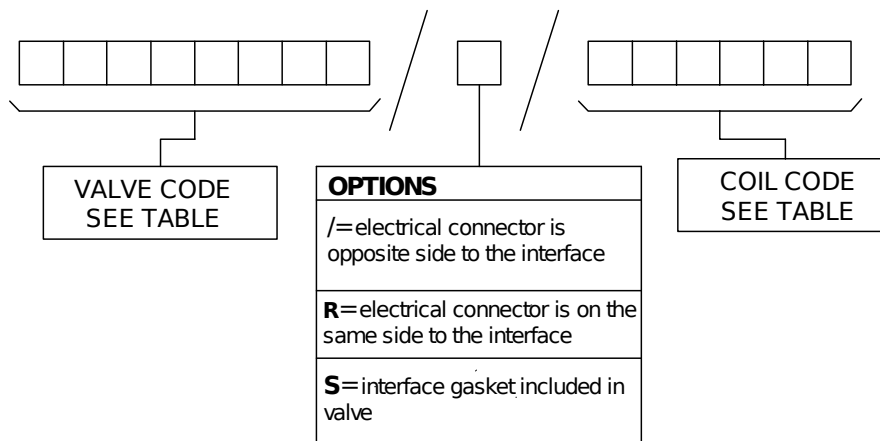 VALVE CODE
SEE TABLE
OPTIONS
/=electrical connector is
opposite side to the interface
R=electrical connector is on the
same side to the interface
S=interface gasket included in
valve
COIL CODE
SEE TABLE